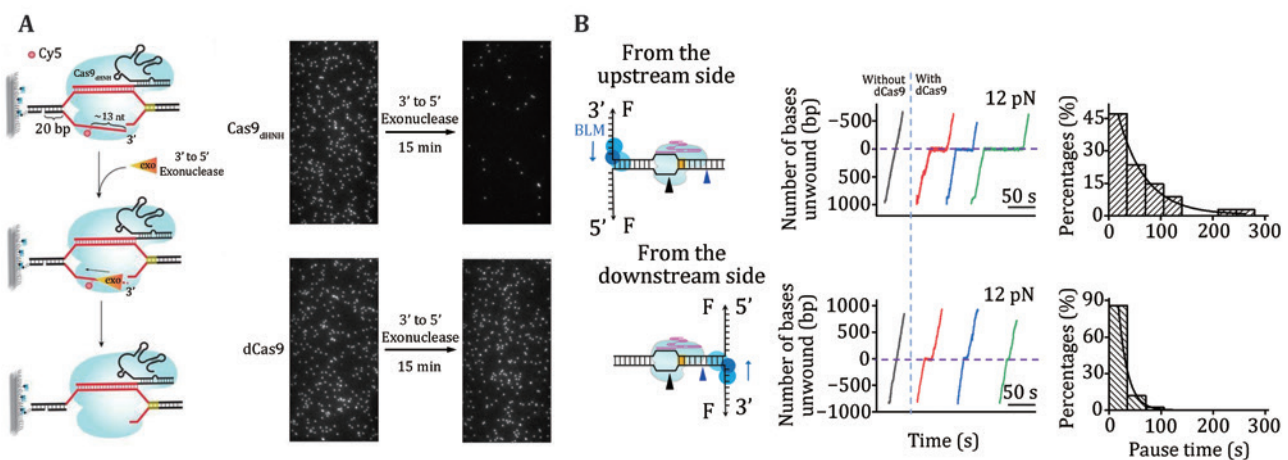 A
Cy5
Cas9dHNH
~13 nt
20 bp
3'
exo
3' to 5'
Exonuclease
exo
3'
Cas9dHNH
3' to 5'
Exonuclease
15 min
dCas9
3' to 5'
Exonuclease
15 min
B
From the
upstream side
3' F
BLM
5' F
From the
downstream side
F 5'
F 3'
Without
dCas9
With
dCas9
12 pN
Number of bases
unwound (bp)
−500
0
500
1000
50 s
12 pN
Number of bases
unwound (bp)
1000
500
0
−500
−1000
50 s
Time (s)
Percentages (%)
45
30
15
0
0 100 200 300
Percentages (%)
90
60
30
0
0 100 200 300
Pause time (s)